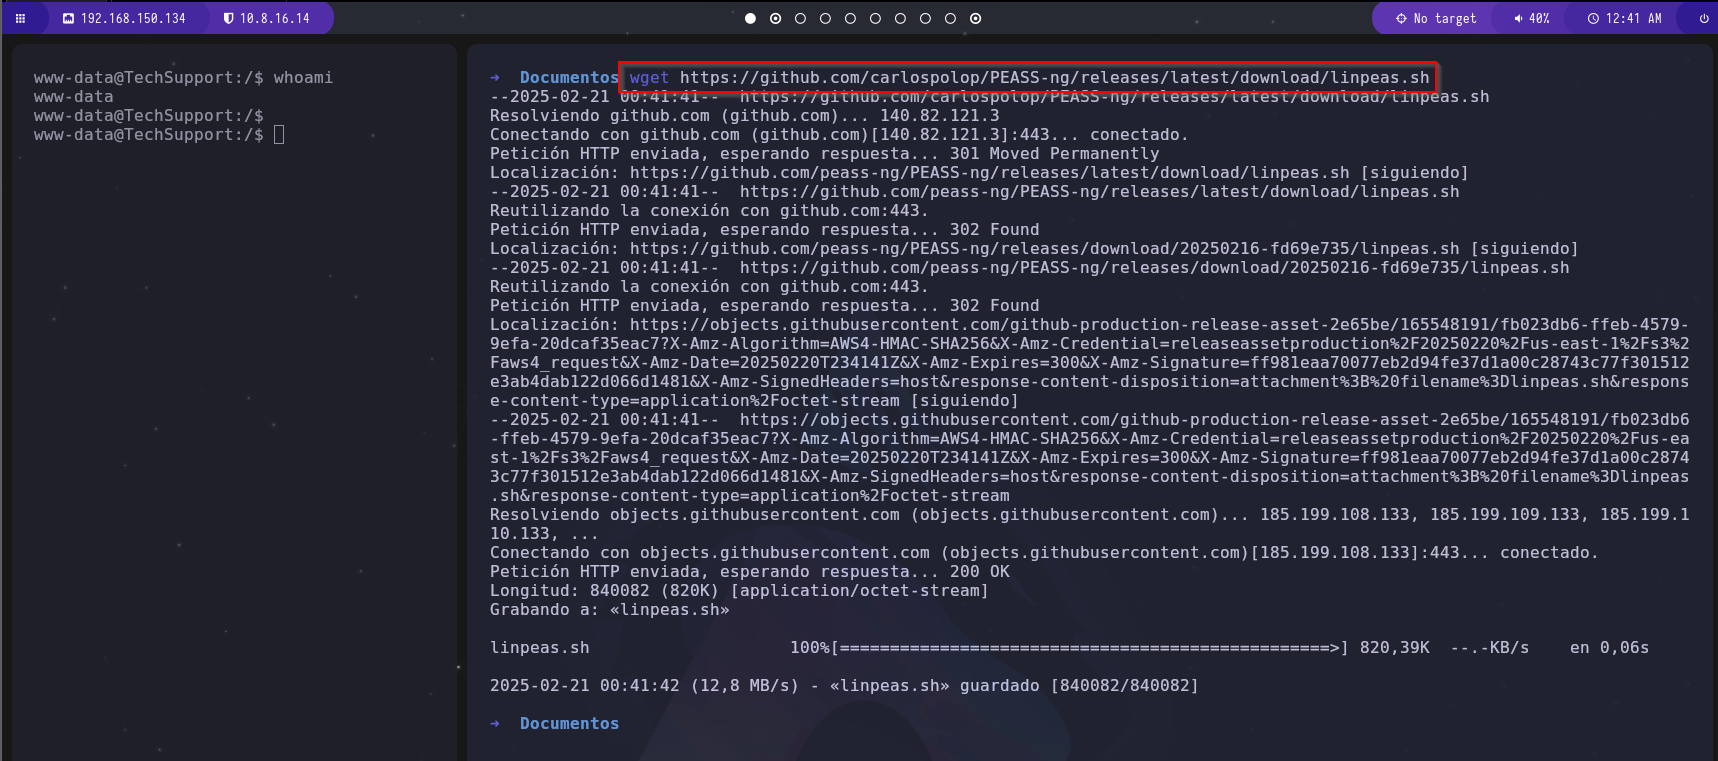 192.168.150.134 10.8.16.14 No target 40% 12:41 AM
www-data@TechSupport:/$ whoami
www-data
www-data@TechSupport:/$
www-data@TechSupport:/$
➜ Documentos wget https://github.com/carlospolop/PEASS-ng/releases/latest/download/linpeas.sh
--2025-02-21 00:41:41-- https://github.com/carlospolop/PEASS-ng/releases/latest/download/linpeas.sh
Resolviendo github.com (github.com)... 140.82.121.3
Conectando con github.com (github.com)[140.82.121.3]:443... conectado.
Petición HTTP enviada, esperando respuesta... 301 Moved Permanently
Localización: https://github.com/peass-ng/PEASS-ng/releases/latest/download/linpeas.sh [siguiendo]
--2025-02-21 00:41:41-- https://github.com/peass-ng/PEASS-ng/releases/latest/download/linpeas.sh
Reutilizando la conexión con github.com:443.
Petición HTTP enviada, esperando respuesta... 302 Found
Localización: https://github.com/peass-ng/PEASS-ng/releases/download/20250216-fd69e735/linpeas.sh [siguiendo]
--2025-02-21 00:41:41-- https://github.com/peass-ng/PEASS-ng/releases/download/20250216-fd69e735/linpeas.sh
Reutilizando la conexión con github.com:443.
Petición HTTP enviada, esperando respuesta... 302 Found
Localización: https://objects.githubusercontent.com/github-production-release-asset-2e65be/165548191/fb023db6-ffeb-4579-
9efa-20dcaf35eac7?X-Amz-Algorithm=AWS4-HMAC-SHA256&X-Amz-Credential=releaseassetproduction%2F20250220%2Fus-east-1%2Fs3%2
Faws4_request&X-Amz-Date=20250220T234141Z&X-Amz-Expires=300&X-Amz-Signature=ff981eaa70077eb2d94fe37d1a00c28743c77f301512
e3ab4dab122d066d1481&X-Amz-SignedHeaders=host&response-content-disposition=attachment%3B%20filename%3Dlinpeas.sh&respons
e-content-type=application%2Foctet-stream [siguiendo]
--2025-02-21 00:41:41-- https://objects.githubusercontent.com/github-production-release-asset-2e65be/165548191/fb023db6
-ffeb-4579-9efa-20dcaf35eac7?X-Amz-Algorithm=AWS4-HMAC-SHA256&X-Amz-Credential=releaseassetproduction%2F20250220%2Fus-ea
st-1%2Fs3%2Faws4_request&X-Amz-Date=20250220T234141Z&X-Amz-Expires=300&X-Amz-Signature=ff981eaa70077eb2d94fe37d1a00c2874
3c77f301512e3ab4dab122d066d1481&X-Amz-SignedHeaders=host&response-content-disposition=attachment%3B%20filename%3Dlinpeas
.sh&response-content-type=application%2Foctet-stream
Resolviendo objects.githubusercontent.com (objects.githubusercontent.com)... 185.199.108.133, 185.199.109.133, 185.199.1
10.133, ...
Conectando con objects.githubusercontent.com (objects.githubusercontent.com)[185.199.108.133]:443... conectado.
Petición HTTP enviada, esperando respuesta... 200 OK
Longitud: 840082 (820K) [application/octet-stream]
Grabando a: «linpeas.sh»
linpeas.sh 100%[=================================================>] 820,39K --.-KB/s en 0,06s
2025-02-21 00:41:42 (12,8 MB/s) - «linpeas.sh» guardado [840082/840082]
➜ Documentos